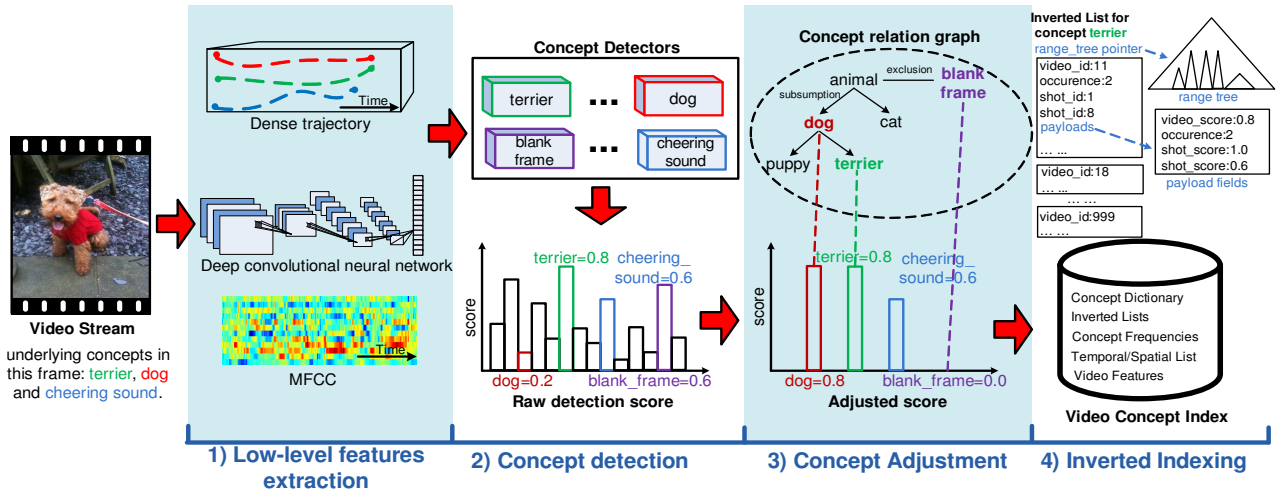 Video Stream
underlying concepts in
this frame: terrier, dog
and cheering sound.
Time
Dense trajectory
Deep convolutional neural network
Time
MFCC
1) Low-level features
extraction
Concept Detectors
terrier
...
dog
blank
frame
...
cheering
sound
score
terrier=0.8
cheering_
sound=0.6
dog=0.2
blank_frame=0.6
Raw detection score
2) Concept detection
Concept relation graph
animal
exclusion
blank
frame
subsumption
dog
cat
puppy
terrier
score
terrier=0.8
cheering_
sound=0.6
dog=0.8
blank_frame=0.0
Adjusted score
3) Concept Adjustment
Inverted List for
concept terrier
range_tree pointer
video_id:11
occurence:2
shot_id:1
shot_id:8
payloads
... ...
range tree
video_score:0.8
occurence:2
shot_score:1.0
shot_score:0.6
payload fields
video_id:18
... ...
... ...
video_id:999
... ...
Concept Dictionary
Inverted Lists
Concept Frequencies
Temporal/Spatial List
Video Features
Video Concept Index
4) Inverted Indexing